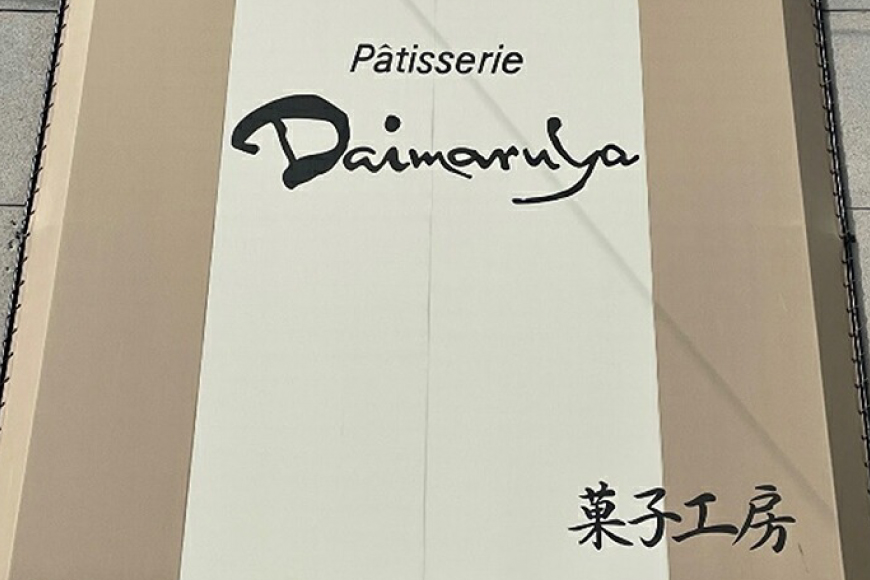 Pâtisserie
Daimaruya
菓子工房